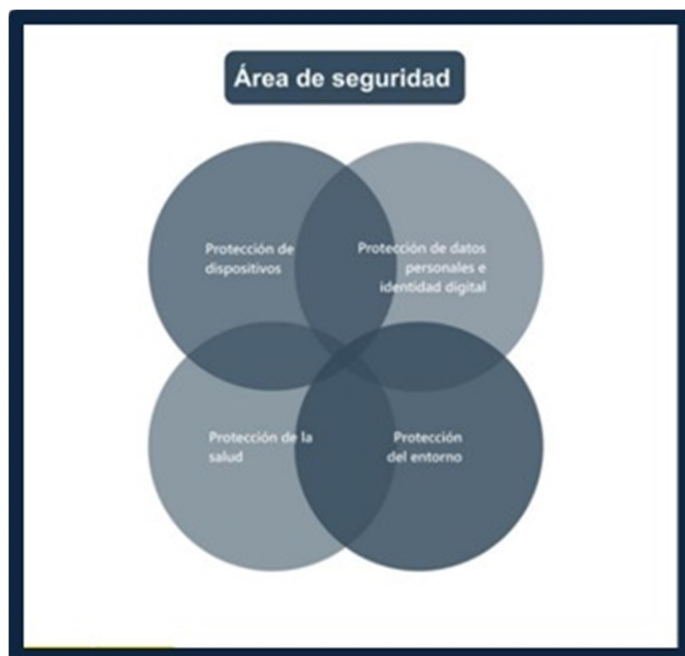 Área de seguridad
Protección de
dispositivos
Protección de datos
personales e
identidad digital
Protección de la
salud
Protección
del entorno